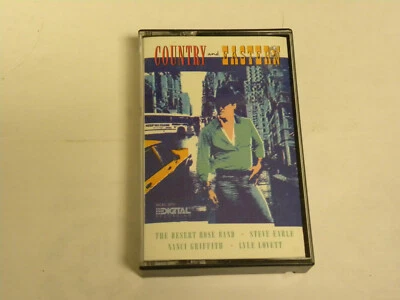 COUNTRY and EASTERN
DIGITAL
THE DESERT ROSE BAND · STEVE EARLE
NANCI GRIFFITH · LYLE LOVETT